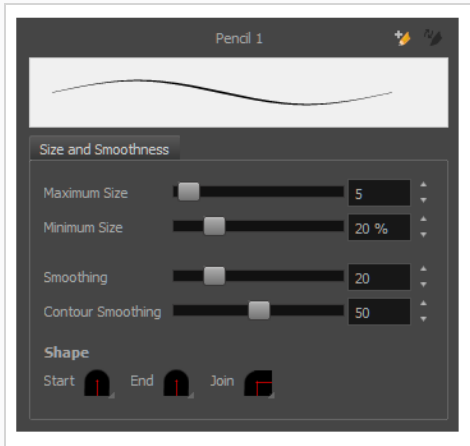 Pencil 1
Size and Smoothness
Maximum Size 5
Minimum Size 20 %
Smoothing 20
Contour Smoothing 50
Shape
Start End Join